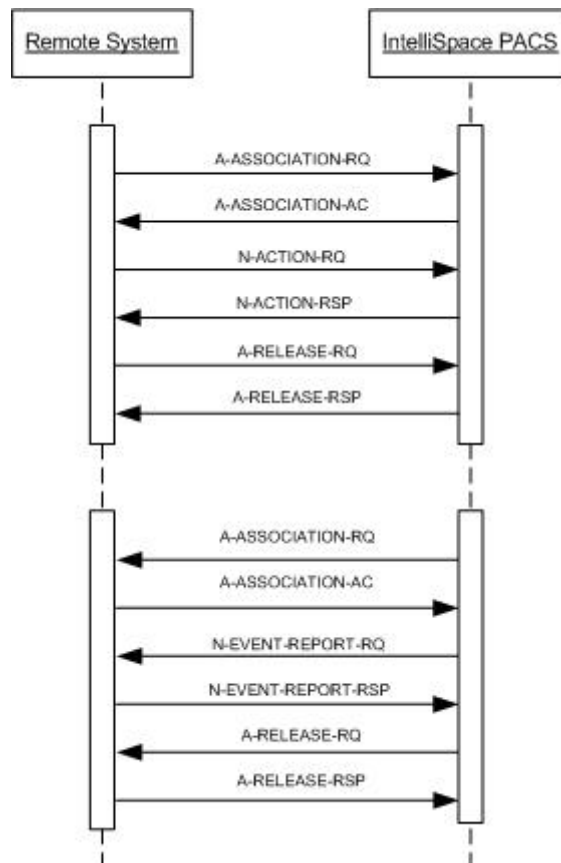 Remote System
IntelliSpace PACS
A-ASSOCIATION-RQ
A-ASSOCIATION-AC
N-ACTION-RQ
N-ACTION-RSP
A-RELEASE-RQ
A-RELEASE-RSP
A-ASSOCIATION-RQ
A-ASSOCIATION-AC
N-EVENT-REPORT-RQ
N-EVENT-REPORT-RSP
A-RELEASE-RQ
A-RELEASE-RSP